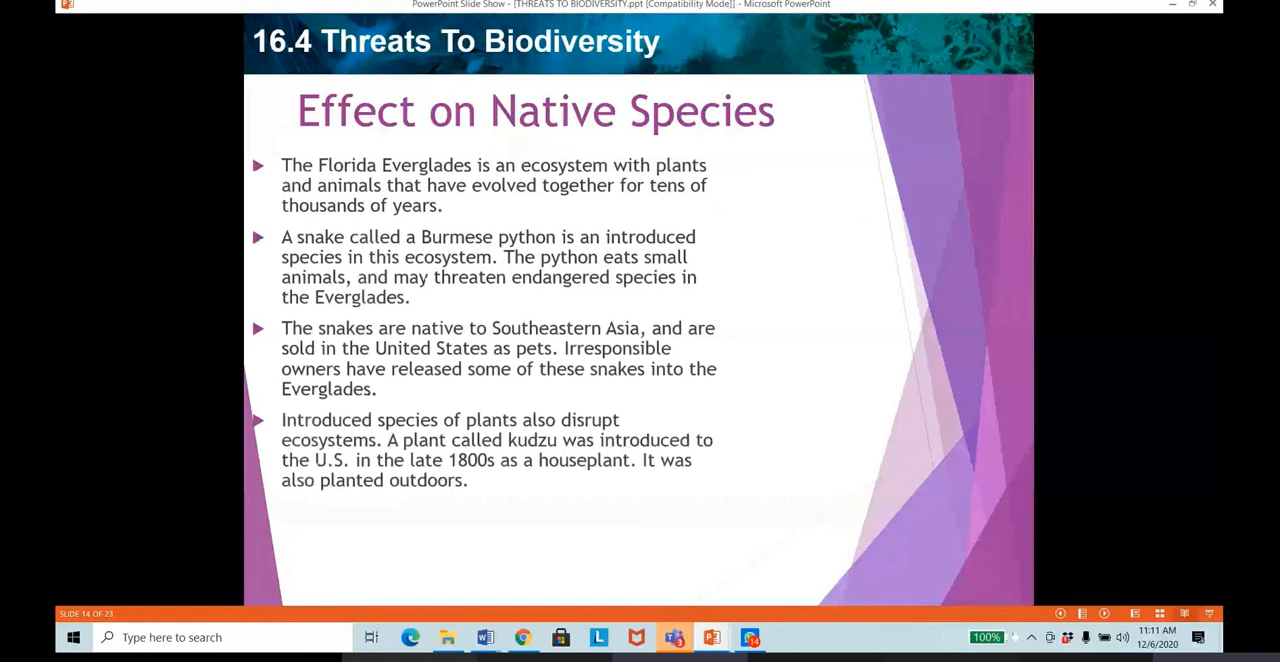 PowerPoint Slide Show - [THREATS TO BIODIVERSITY.ppt [Compatibility Mode]] - Microsoft PowerPoint
16.4 Threats To Biodiversity
Effect on Native Species
The Florida Everglades is an ecosystem with plants
and animals that have evolved together for tens of
thousands of years.
A snake called a Burmese python is an introduced
species in this ecosystem. The python eats small
animals, and may threaten endangered species in
the Everglades.
The snakes are native to Southeastern Asia, and are
sold in the United States as pets. Irresponsible
owners have released some of these snakes into the
Everglades.
Introduced species of plants also disrupt
ecosystems. A plant called kudzu was introduced to
the U.S. in the late 1800s as a houseplant. It was
also planted outdoors.
SLIDE 14 OF 23
Type here to search
100%
11:11 AM
12/6/2020